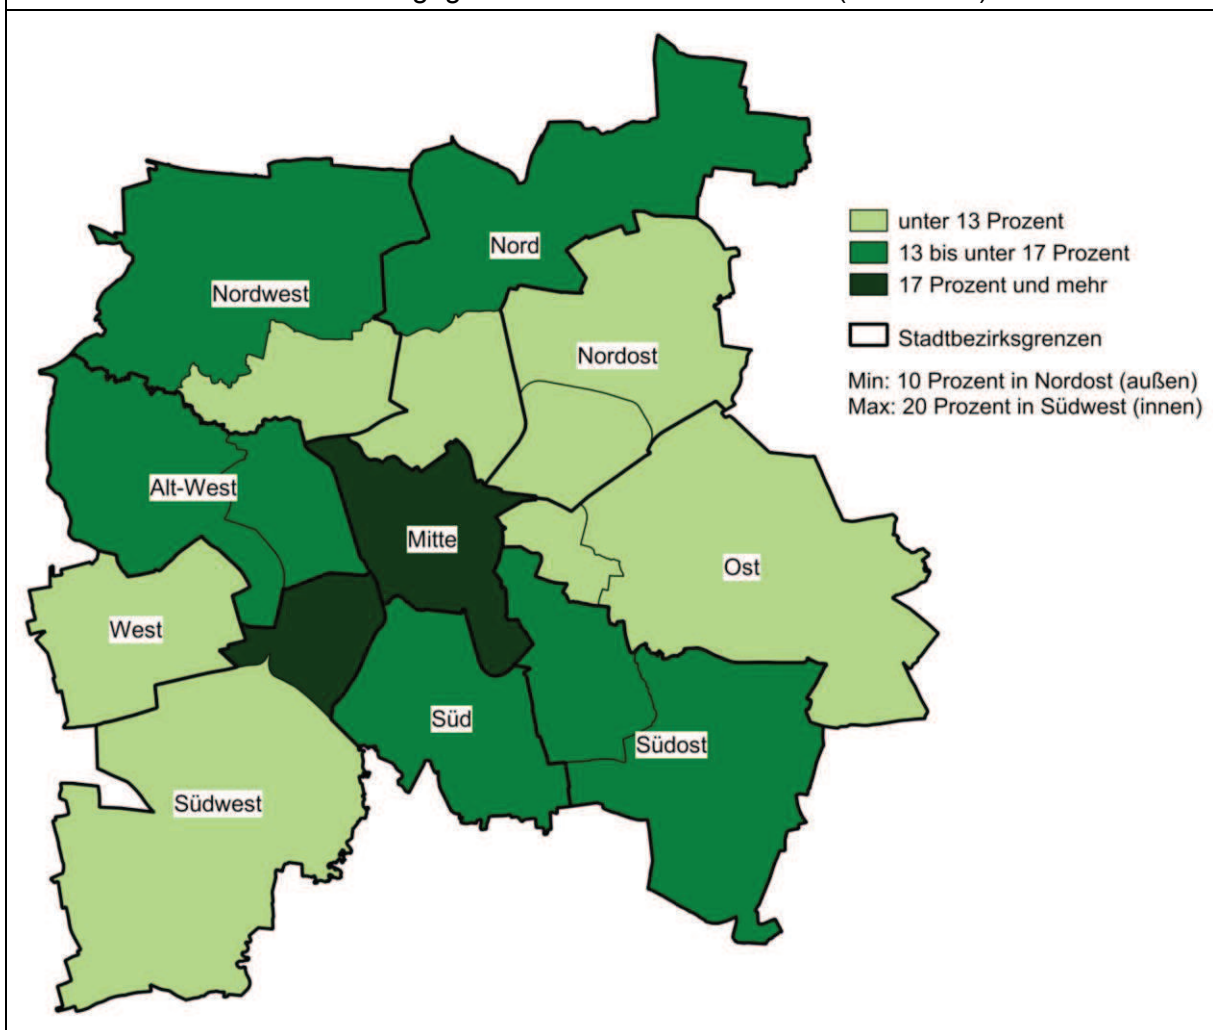 Nord
unter 13 Prozent
13 bis unter 17 Prozent
17 Prozent und mehr
Nordwest
Stadtbezirksgrenzen
Nordost
Min: 10 Prozent in Nordost (außen)
Max: 20 Prozent in Südwest (innen)
Alt-West
Mitte
Ost
West
Süd
Südost
Südwest